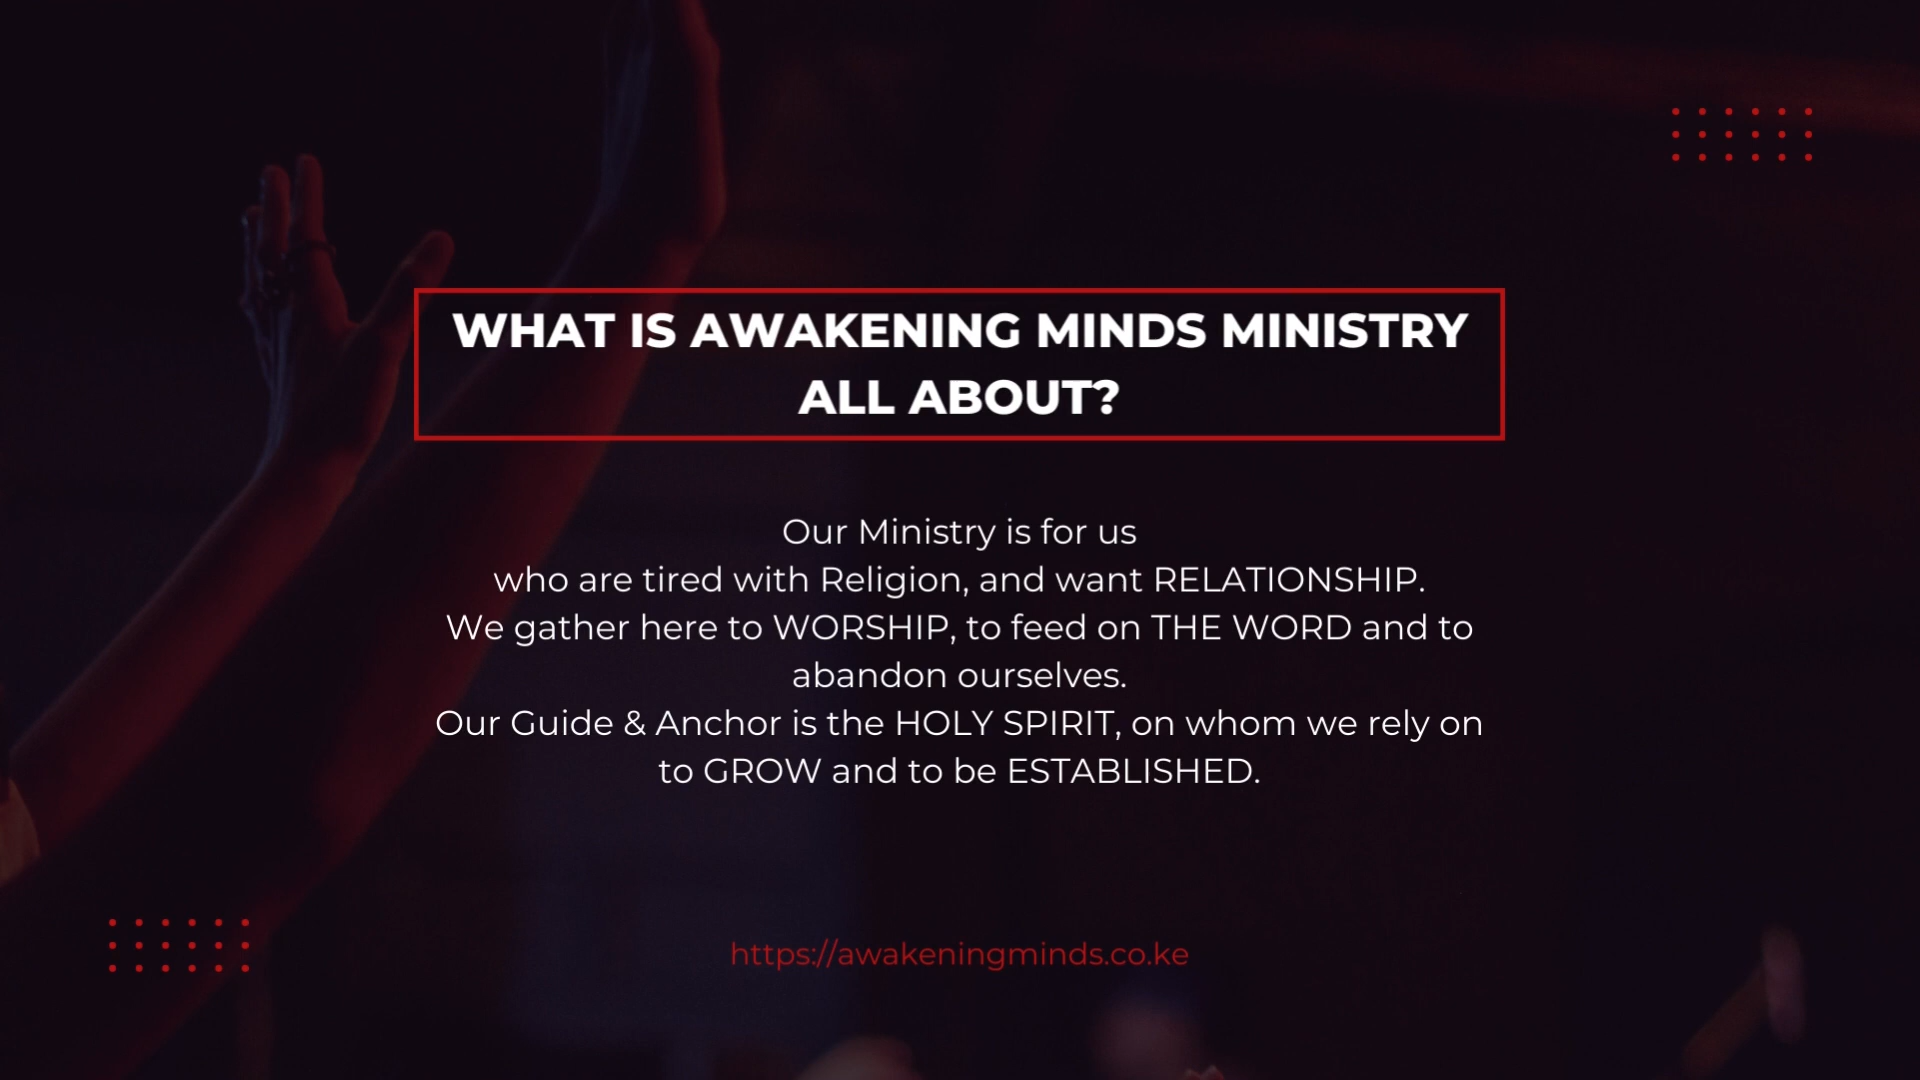 WHAT IS AWAKENING MINDS MINISTRY
ALL ABOUT?
Our Ministry is for us
who are tired with Religion, and want RELATIONSHIP.
We gather here to WORSHIP, to feed on THE WORD and to
abandon ourselves.
Our Guide & Anchor is the HOLY SPIRIT, on whom we rely on
to GROW and to be ESTABLISHED.
https://awakeningminds.co.ke